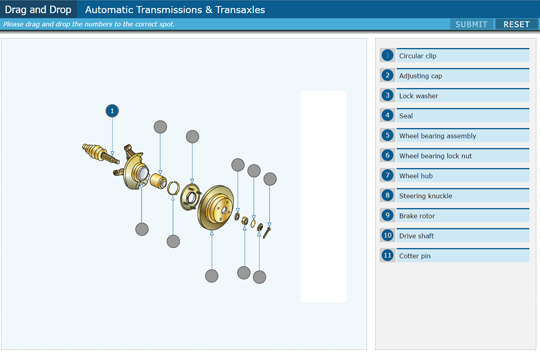 Drag and Drop Automatic Transmissions & Transaxles
Please drag and drop the numbers to the correct spot.
SUBMIT RESET
1 Circular clip
2 Adjusting cap
3 Lock washer
4 Seal
5 Wheel bearing assembly
6 Wheel bearing lock nut
7 Wheel hub
8 Steering knuckle
9 Brake rotor
10 Drive shaft
11 Cotter pin
1